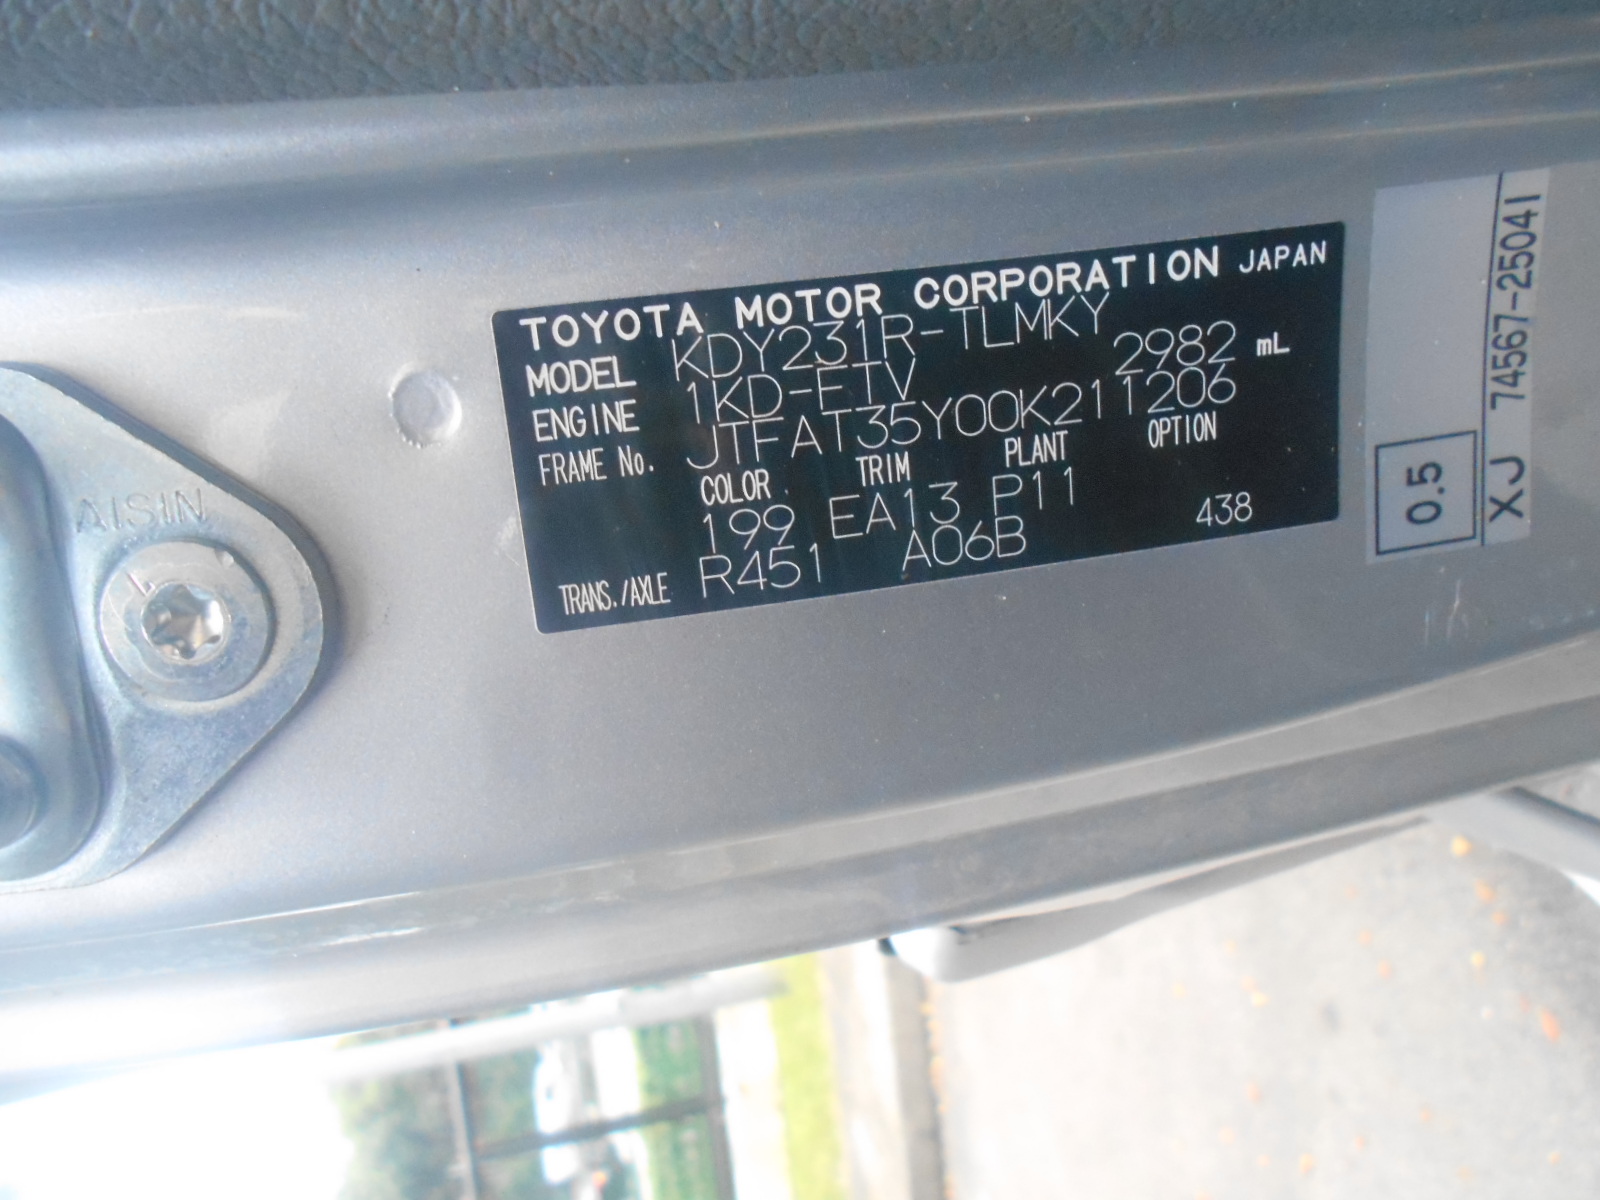 TOYOTA MOTOR CORPORATION JAPAN
MODEL KDY231R-TLMKY
ENGINE 1KD-FTV 2982 mL
FRAME No. JTFAT35Y00K211206
COLOR TRIM PLANT OPTION
199 EA13 P11
TRANS./AXLE R451 A06B 438
0.5
XJ 74567-25041
AISIN